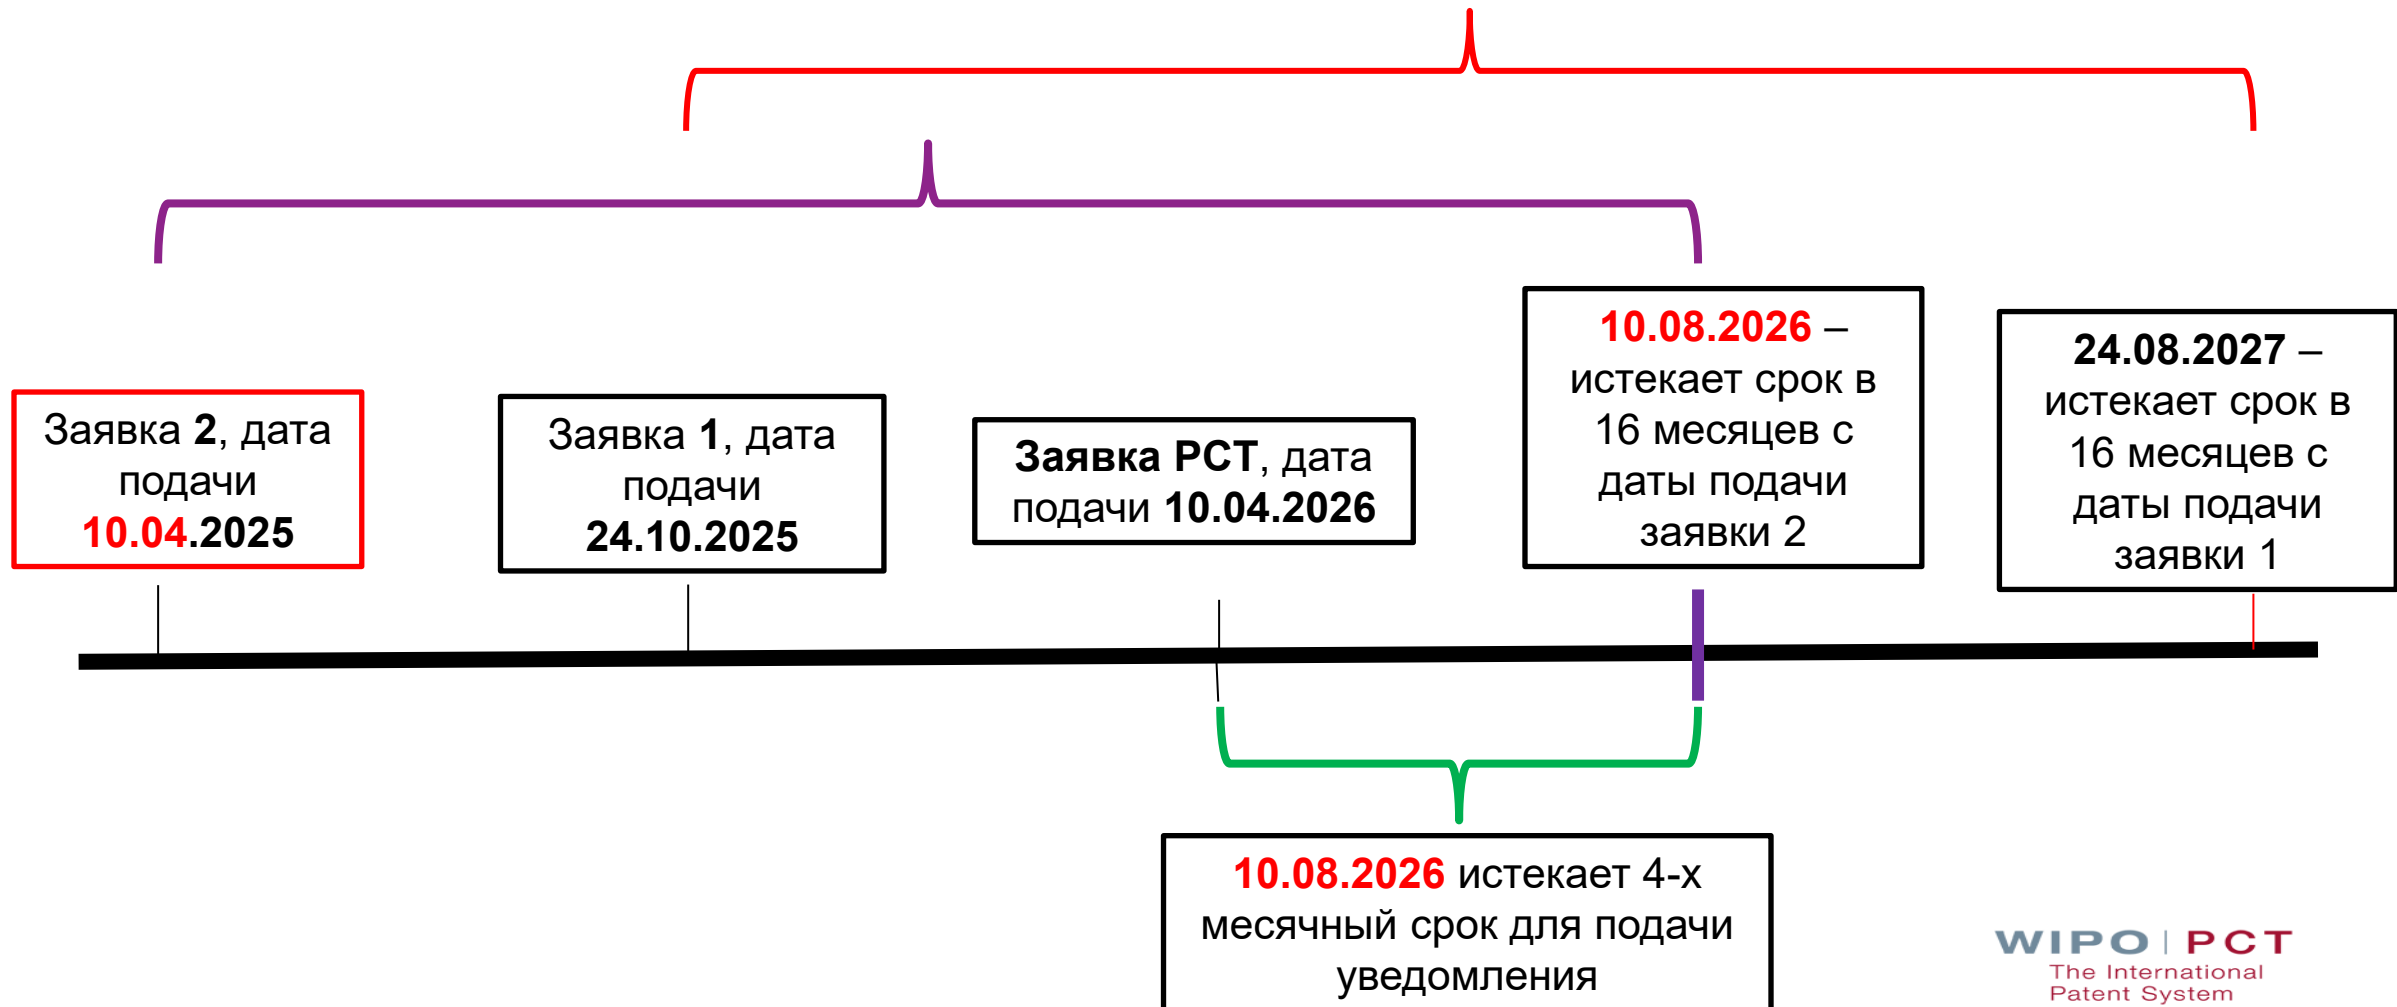 Заявка 2, дата
подачи
10.04.2025
Заявка 1, дата
подачи
24.10.2025
Заявка PCT, дата
подачи 10.04.2026
10.08.2026 –
истекает срок в
16 месяцев с
даты подачи
заявки 2
24.08.2027 –
истекает срок в
16 месяцев с
даты подачи
заявки 1
10.08.2026 истекает 4-х
месячный срок для подачи
уведомления
WIPO | PCT
The International
Patent System